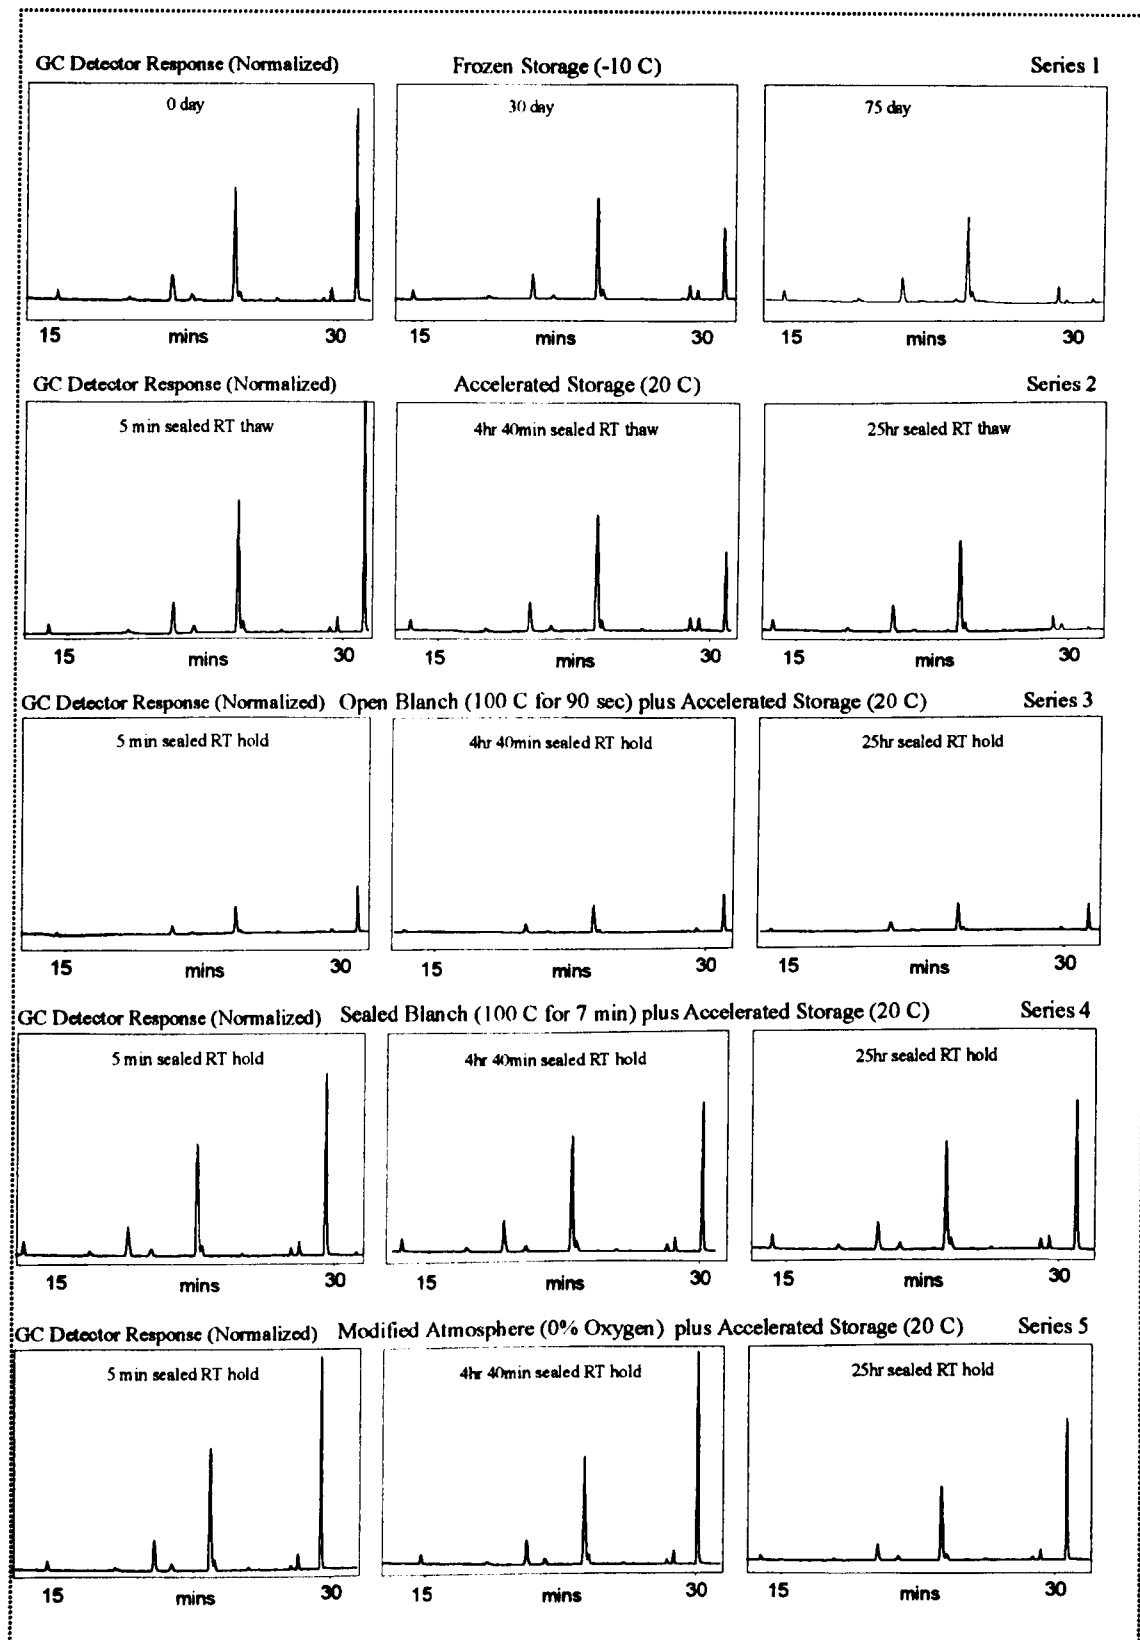 GC Detector Response (Normalized) Frozen Storage (-10 C) Series 1
0 day 30 day 75 day
15 mins 30 15 mins 30 15 mins 30
GC Detector Response (Normalized) Accelerated Storage (20 C) Series 2
5 min sealed RT thaw 4hr 40min sealed RT thaw 25hr sealed RT thaw
15 mins 30 15 mins 30 15 mins 30
GC Detector Response (Normalized) Open Blanch (100 C for 90 sec) plus Accelerated Storage (20 C) Series 3
5 min sealed RT hold 4hr 40min sealed RT hold 25hr sealed RT hold
15 mins 30 15 mins 30 15 mins 30
GC Detector Response (Normalized) Sealed Blanch (100 C for 7 min) plus Accelerated Storage (20 C) Series 4
5 min sealed RT hold 4hr 40min sealed RT hold 25hr sealed RT hold
15 mins 30 15 mins 30 15 mins 30
GC Detector Response (Normalized) Modified Atmosphere (0% Oxygen) plus Accelerated Storage (20 C) Series 5
5 min sealed RT hold 4hr 40min sealed RT hold 25hr sealed RT hold
15 mins 30 15 mins 30 15 mins 30